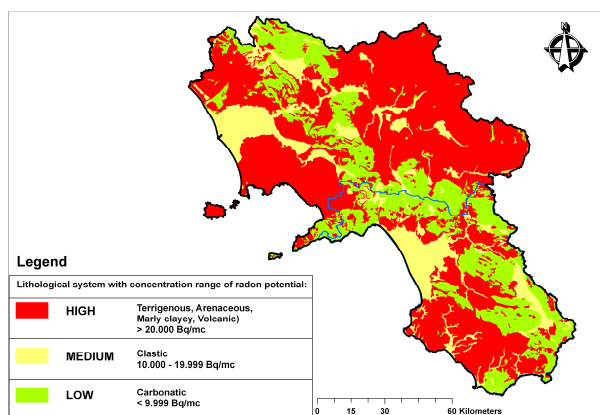 Legend
Lithological system with concentration range of radon potential:
HIGH
Terrigenous, Arenaceous,
Marly clayey, Volcanic)
> 20.000 Bq/mc
MEDIUM
Clastic
10.000 - 19.999 Bq/mc
LOW
Carbonatic
< 9.999 Bq/mc
0 15 30 60 Kilometers